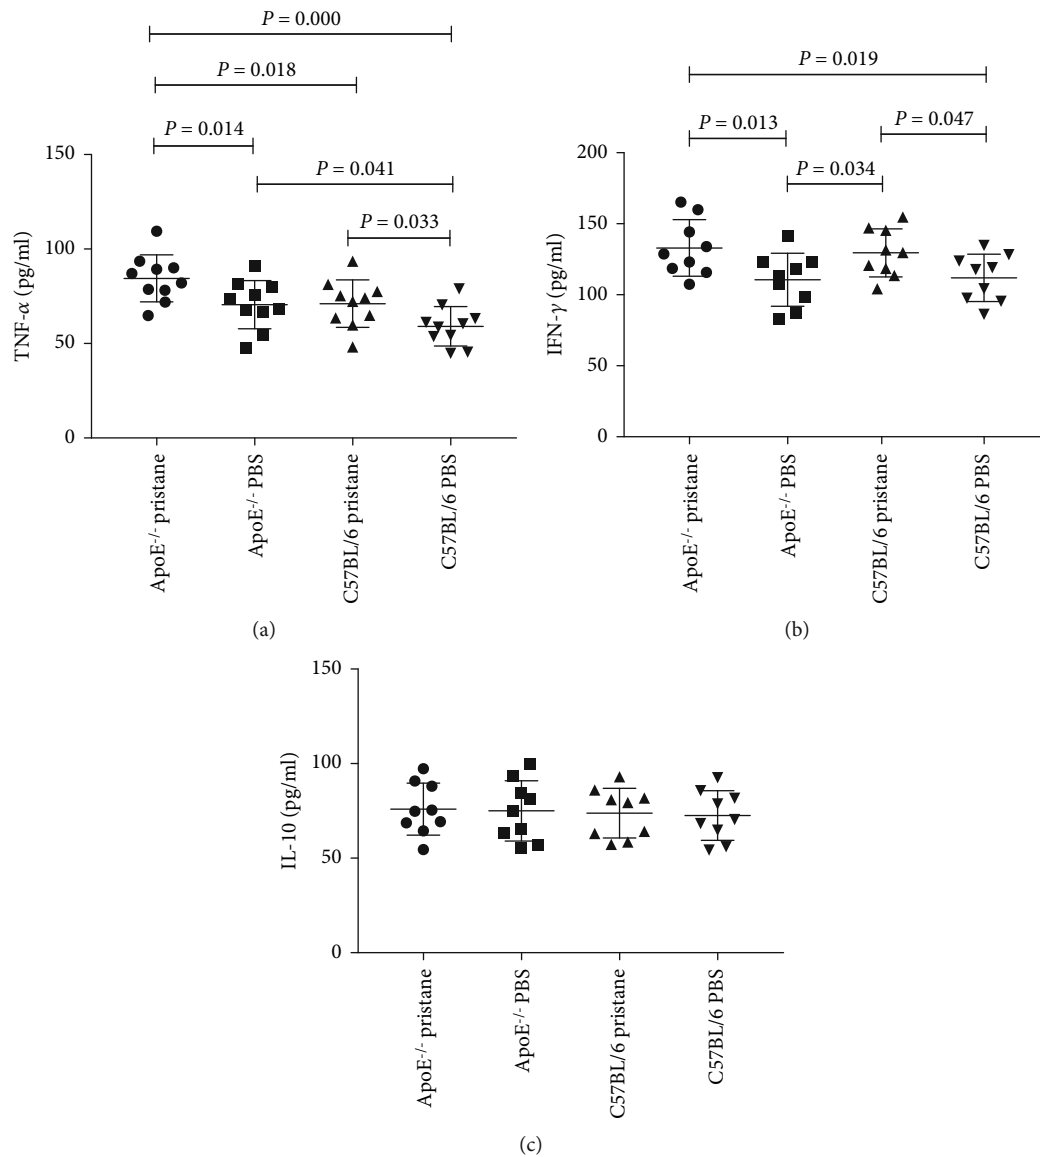 P = 0.000
P = 0.018
P = 0.014
P = 0.041
P = 0.033
150
100
50
0
TNF-α (pg/ml)
ApoE-/- pristane
ApoE-/- PBS
C57BL/6 pristane
C57BL/6 PBS
(a)
P = 0.019
P = 0.013
P = 0.047
P = 0.034
200
150
100
50
0
IFN-γ (pg/ml)
ApoE-/- pristane
ApoE-/- PBS
C57BL/6 pristane
C57BL/6 PBS
(b)
150
100
50
0
IL-10 (pg/ml)
ApoE-/- pristane
ApoE-/- PBS
C57BL/6 pristane
C57BL/6 PBS
(c)